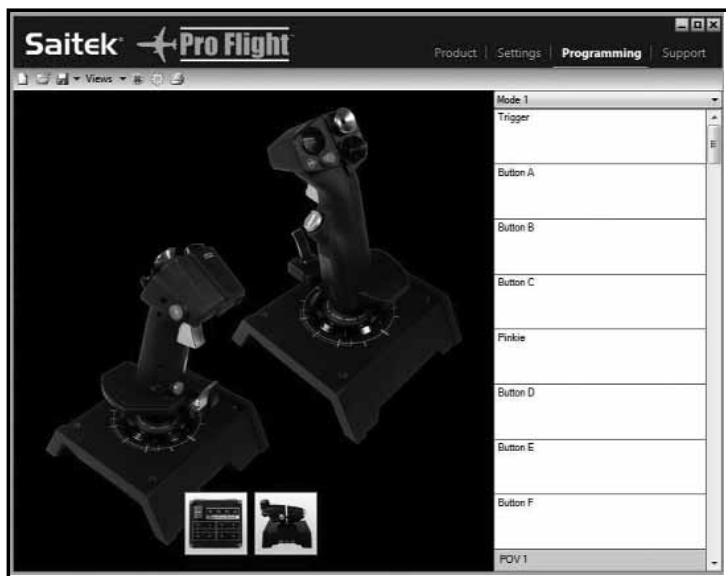 Saitek Pro Flight
Product | Settings | Programming | Support
Views
Mode 1
Trigger
Button A
Button B
Button C
Pinkie
Button D
Button E
Button F
POV 1